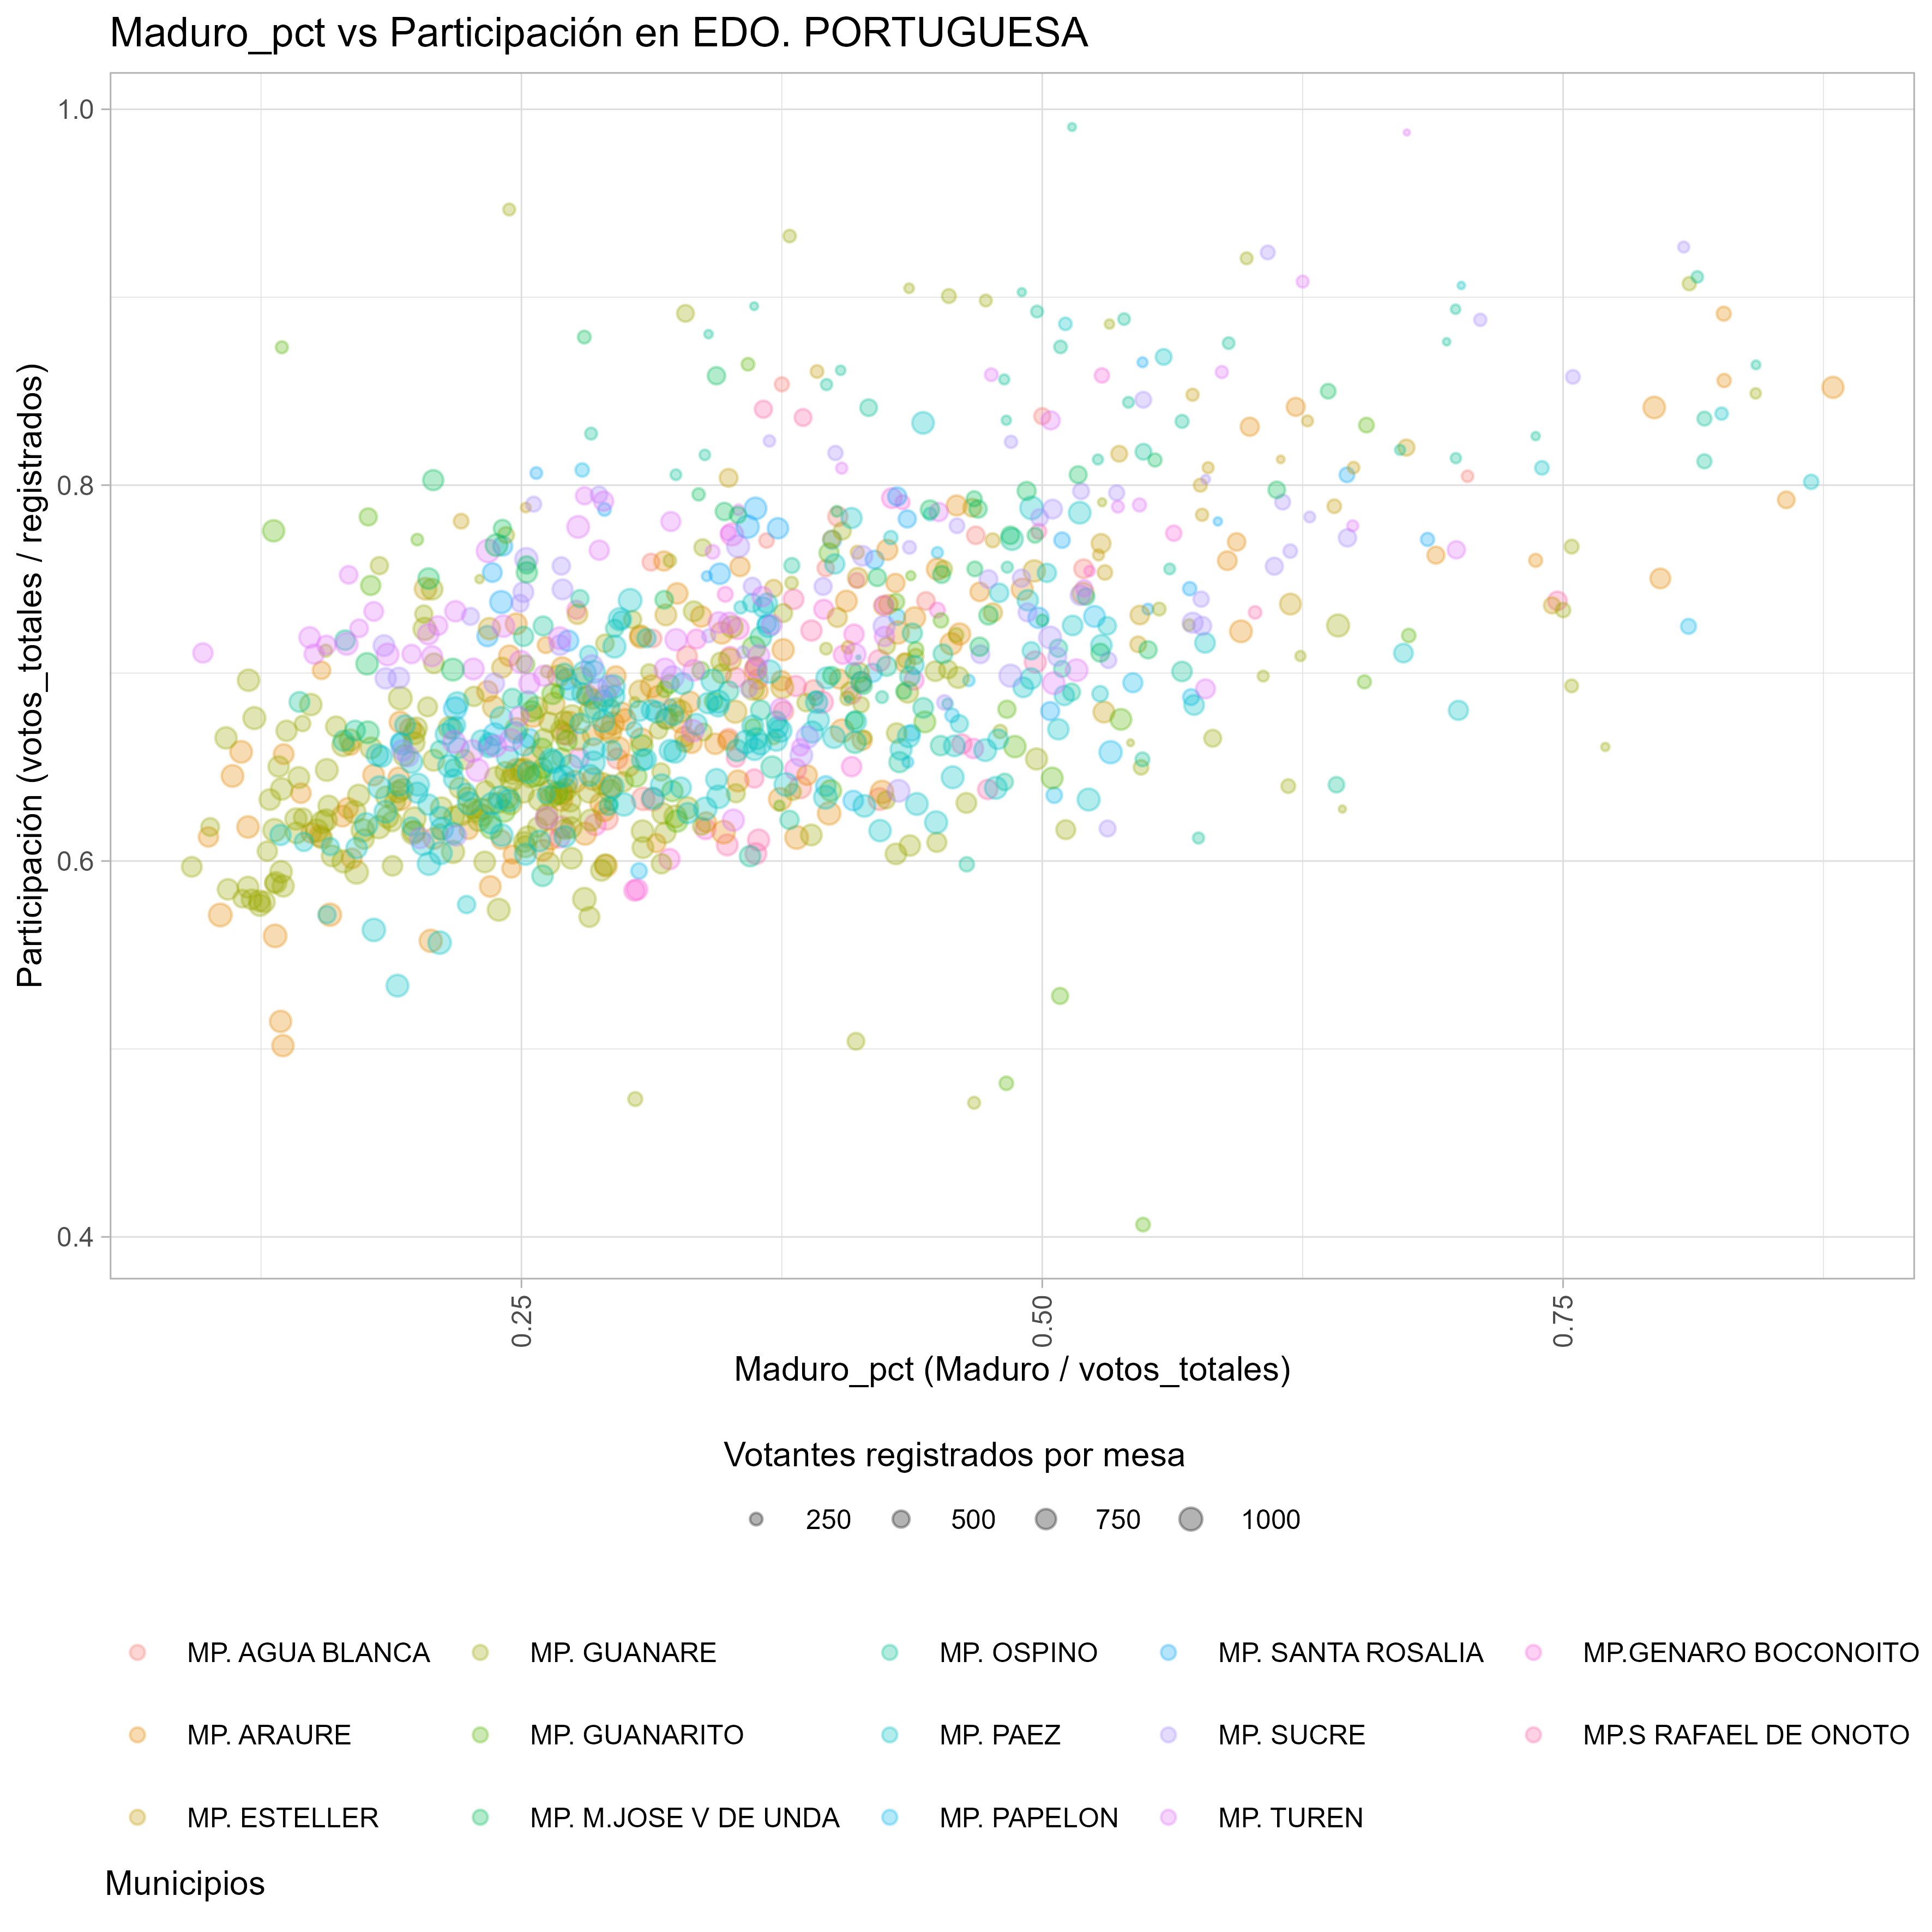 Maduro_pct vs Participación en EDO. PORTUGUESA
Participación (votos_totales / registrados)
1.0
0.8
0.6
0.4
0.25
0.50
0.75
Maduro_pct (Maduro / votos_totales)
Votantes registrados por mesa
250 500 750 1000
MP. AGUA BLANCA MP. GUANARE MP. OSPINO MP. SANTA ROSALIA MP.GENARO BOCONOITO
MP. ARAURE MP. GUANARITO MP. PAEZ MP. SUCRE MP.S RAFAEL DE ONOTO
MP. ESTELLER MP. M.JOSE V DE UNDA MP. PAPELON MP. TUREN
Municipios